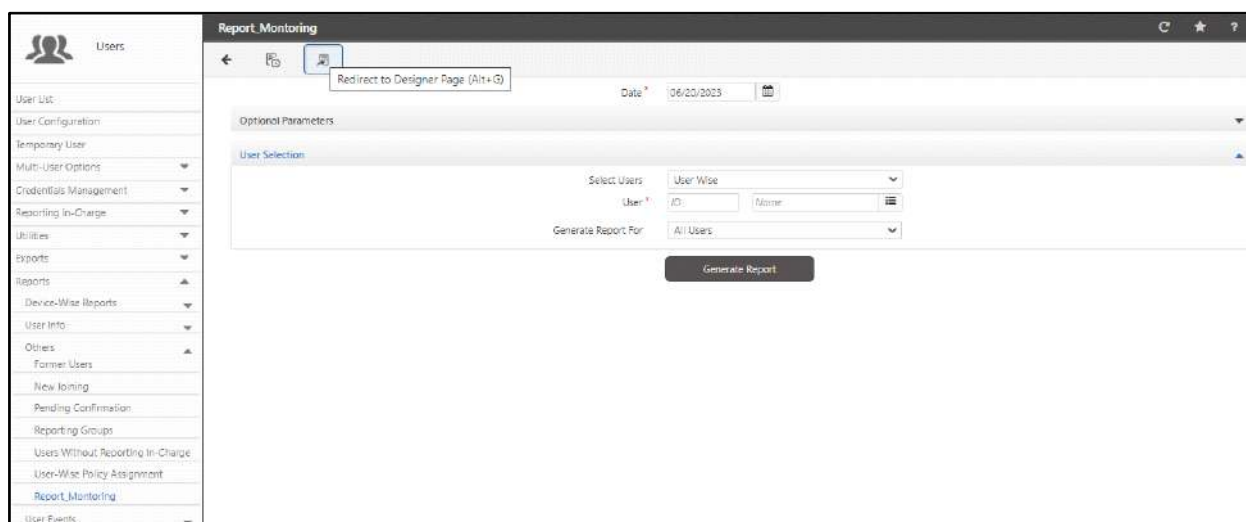 Users
Report_Montoring
?
Redirect to Designer Page (Alt+G)
Date*
06/20/2023
Optional Parameters
User Selection
Select Users
User Wise
User*
ID
Name
Generate Report For
All Users
Generate Report
User List
User Configuration
Temporary User
Multi-User Options
Credentials Management
Reporting In-Charge
Utilities
Exports
Reports
Device-Wise Reports
User Info
Others
Former Users
New Joining
Pending Confirmation
Reporting Groups
Users Without Reporting In-Charge
User-Wise Policy Assignment
Report_Montoring
User Events